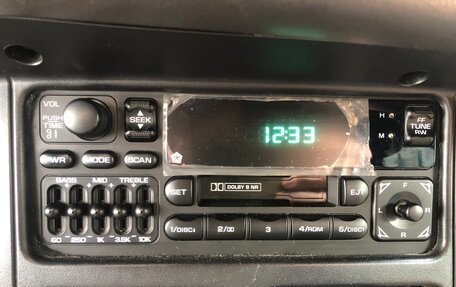 VOL
PUSH
TIME
SEEK
12:33
H
M
FF
TUNE
RW
PWR
MODE
SCAN
BASS MID TREBLE
SET
DOLBY B NR
EJT
60 250 1K 3.5K 10K
1/DISC
2/
3
4/RDM
5/DISC
F
L R
R